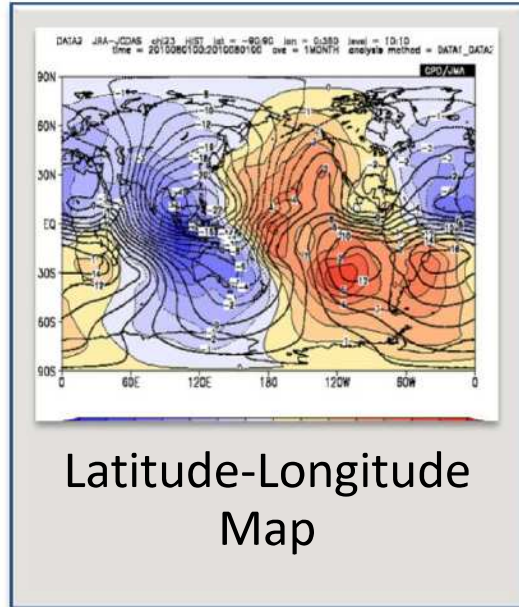 DATA2 JRA-JCDAS chi23 HIST lat = -90:90 lon = 0:360 level = 10:10
time = 2010080100:2010080100 ave = 1MONTH analysis method = DATA1_DATA2
CPD/JMA
90N
60N
30N
EQ
30S
60S
90S
0 60E 120E 180 120W 60W 0
Latitude-Longitude
Map